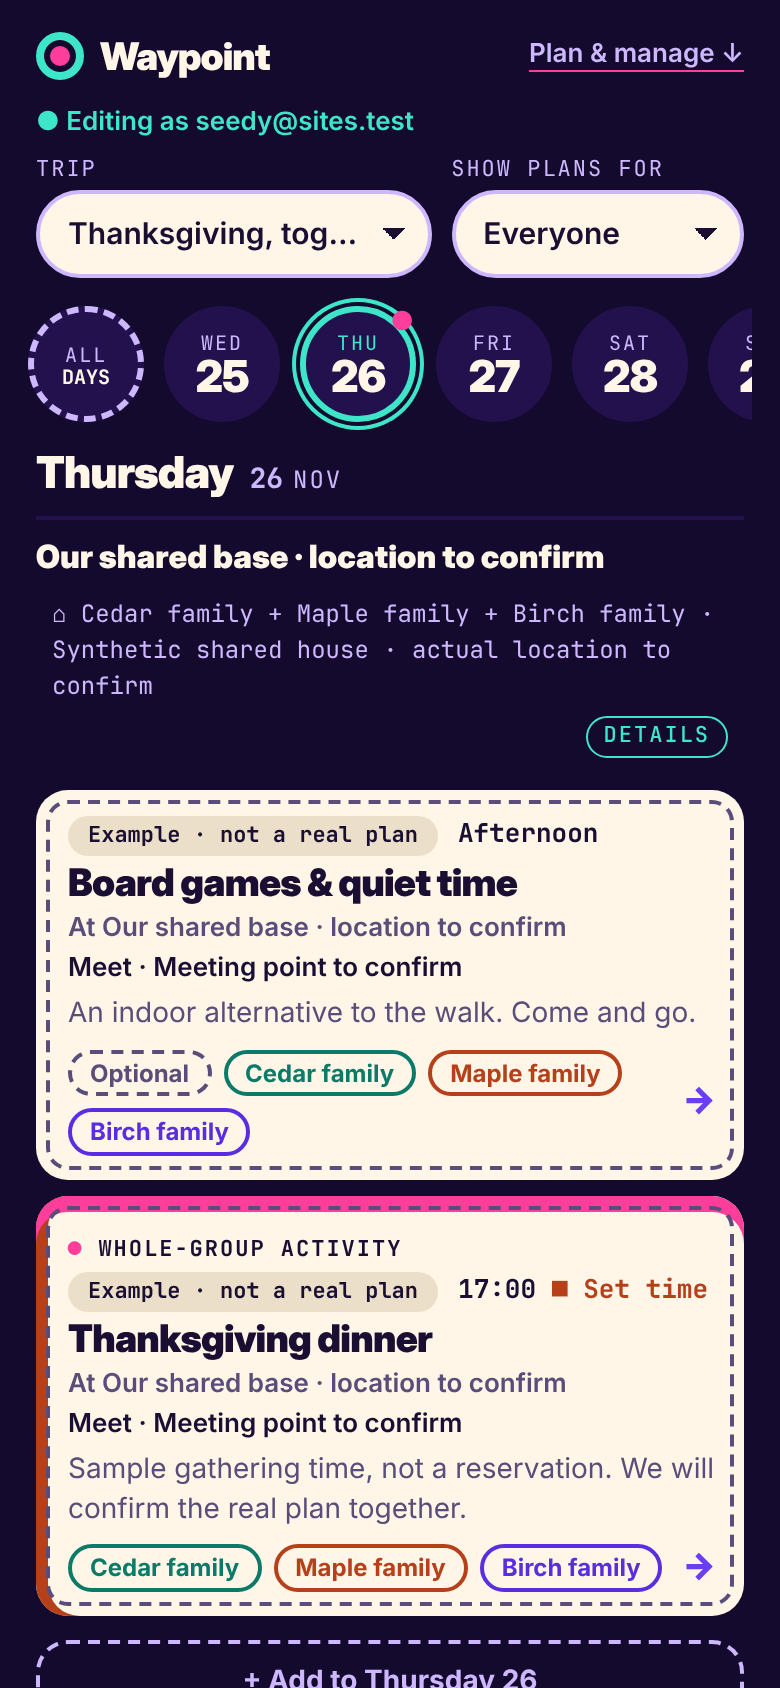 Waypoint
Plan & manage ↓
Editing as seedy@sites.test
TRIP
SHOW PLANS FOR
Thanksgiving, tog...
Everyone
ALL
DAYS
WED
25
THU
26
FRI
27
SAT
28
Thursday 26 NOV
Our shared base · location to confirm
⌂ Cedar family + Maple family + Birch family ·
Synthetic shared house · actual location to
confirm
DETAILS
Example · not a real plan Afternoon
Board games & quiet time
At Our shared base · location to confirm
Meet · Meeting point to confirm
An indoor alternative to the walk. Come and go.
Optional Cedar family Maple family
Birch family →
WHOLE-GROUP ACTIVITY
Example · not a real plan 17:00 ■ Set time
Thanksgiving dinner
At Our shared base · location to confirm
Meet · Meeting point to confirm
Sample gathering time, not a reservation. We will
confirm the real plan together.
Cedar family Maple family Birch family →
+ Add to Thursday 26